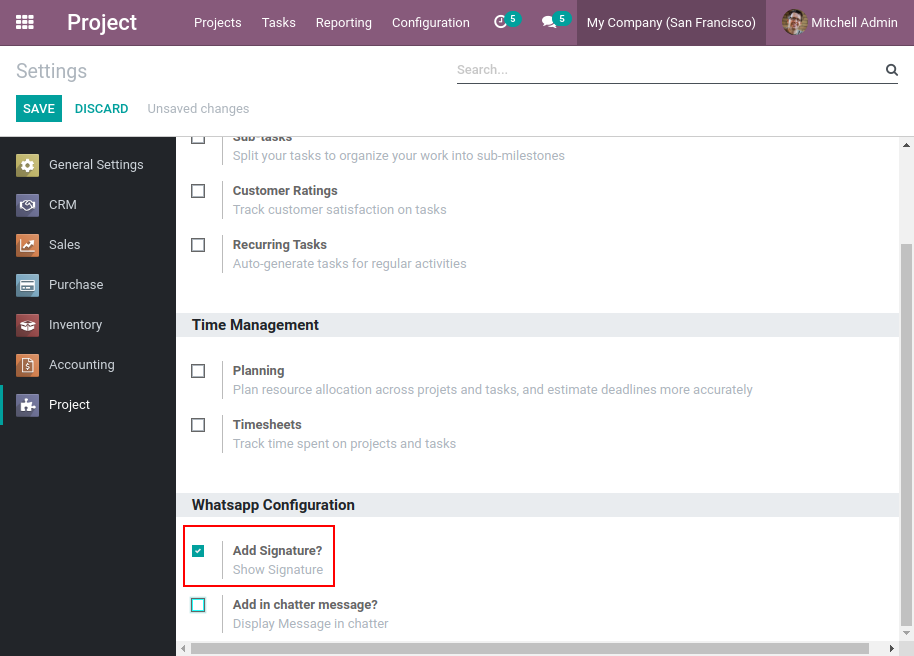 Project
Projects
Tasks
Reporting
Configuration
5
5
My Company (San Francisco)
Mitchell Admin
Settings
Search...
SAVE
DISCARD
Unsaved changes
General Settings
CRM
Sales
Purchase
Inventory
Accounting
Project
Sub-tasks
Split your tasks to organize your work into sub-milestones
Customer Ratings
Track customer satisfaction on tasks
Recurring Tasks
Auto-generate tasks for regular activities
Time Management
Planning
Plan resource allocation across projets and tasks, and estimate deadlines more accurately
Timesheets
Track time spent on projects and tasks
Whatsapp Configuration
Add Signature?
Show Signature
Add in chatter message?
Display Message in chatter